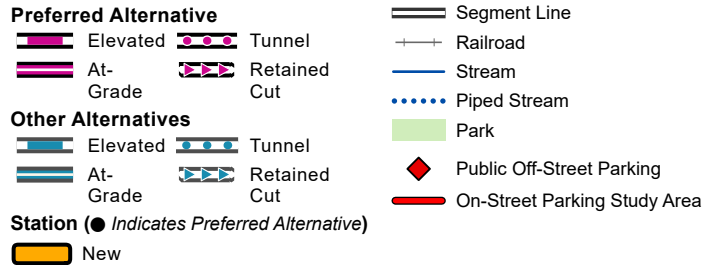 Preferred Alternative
Elevated
Tunnel
At-
Grade
Retained
Cut
Other Alternatives
Elevated
Tunnel
At-
Grade
Retained
Cut
Station (● Indicates Preferred Alternative)
New
Segment Line
Railroad
Stream
Piped Stream
Park
Public Off-Street Parking
On-Street Parking Study Area